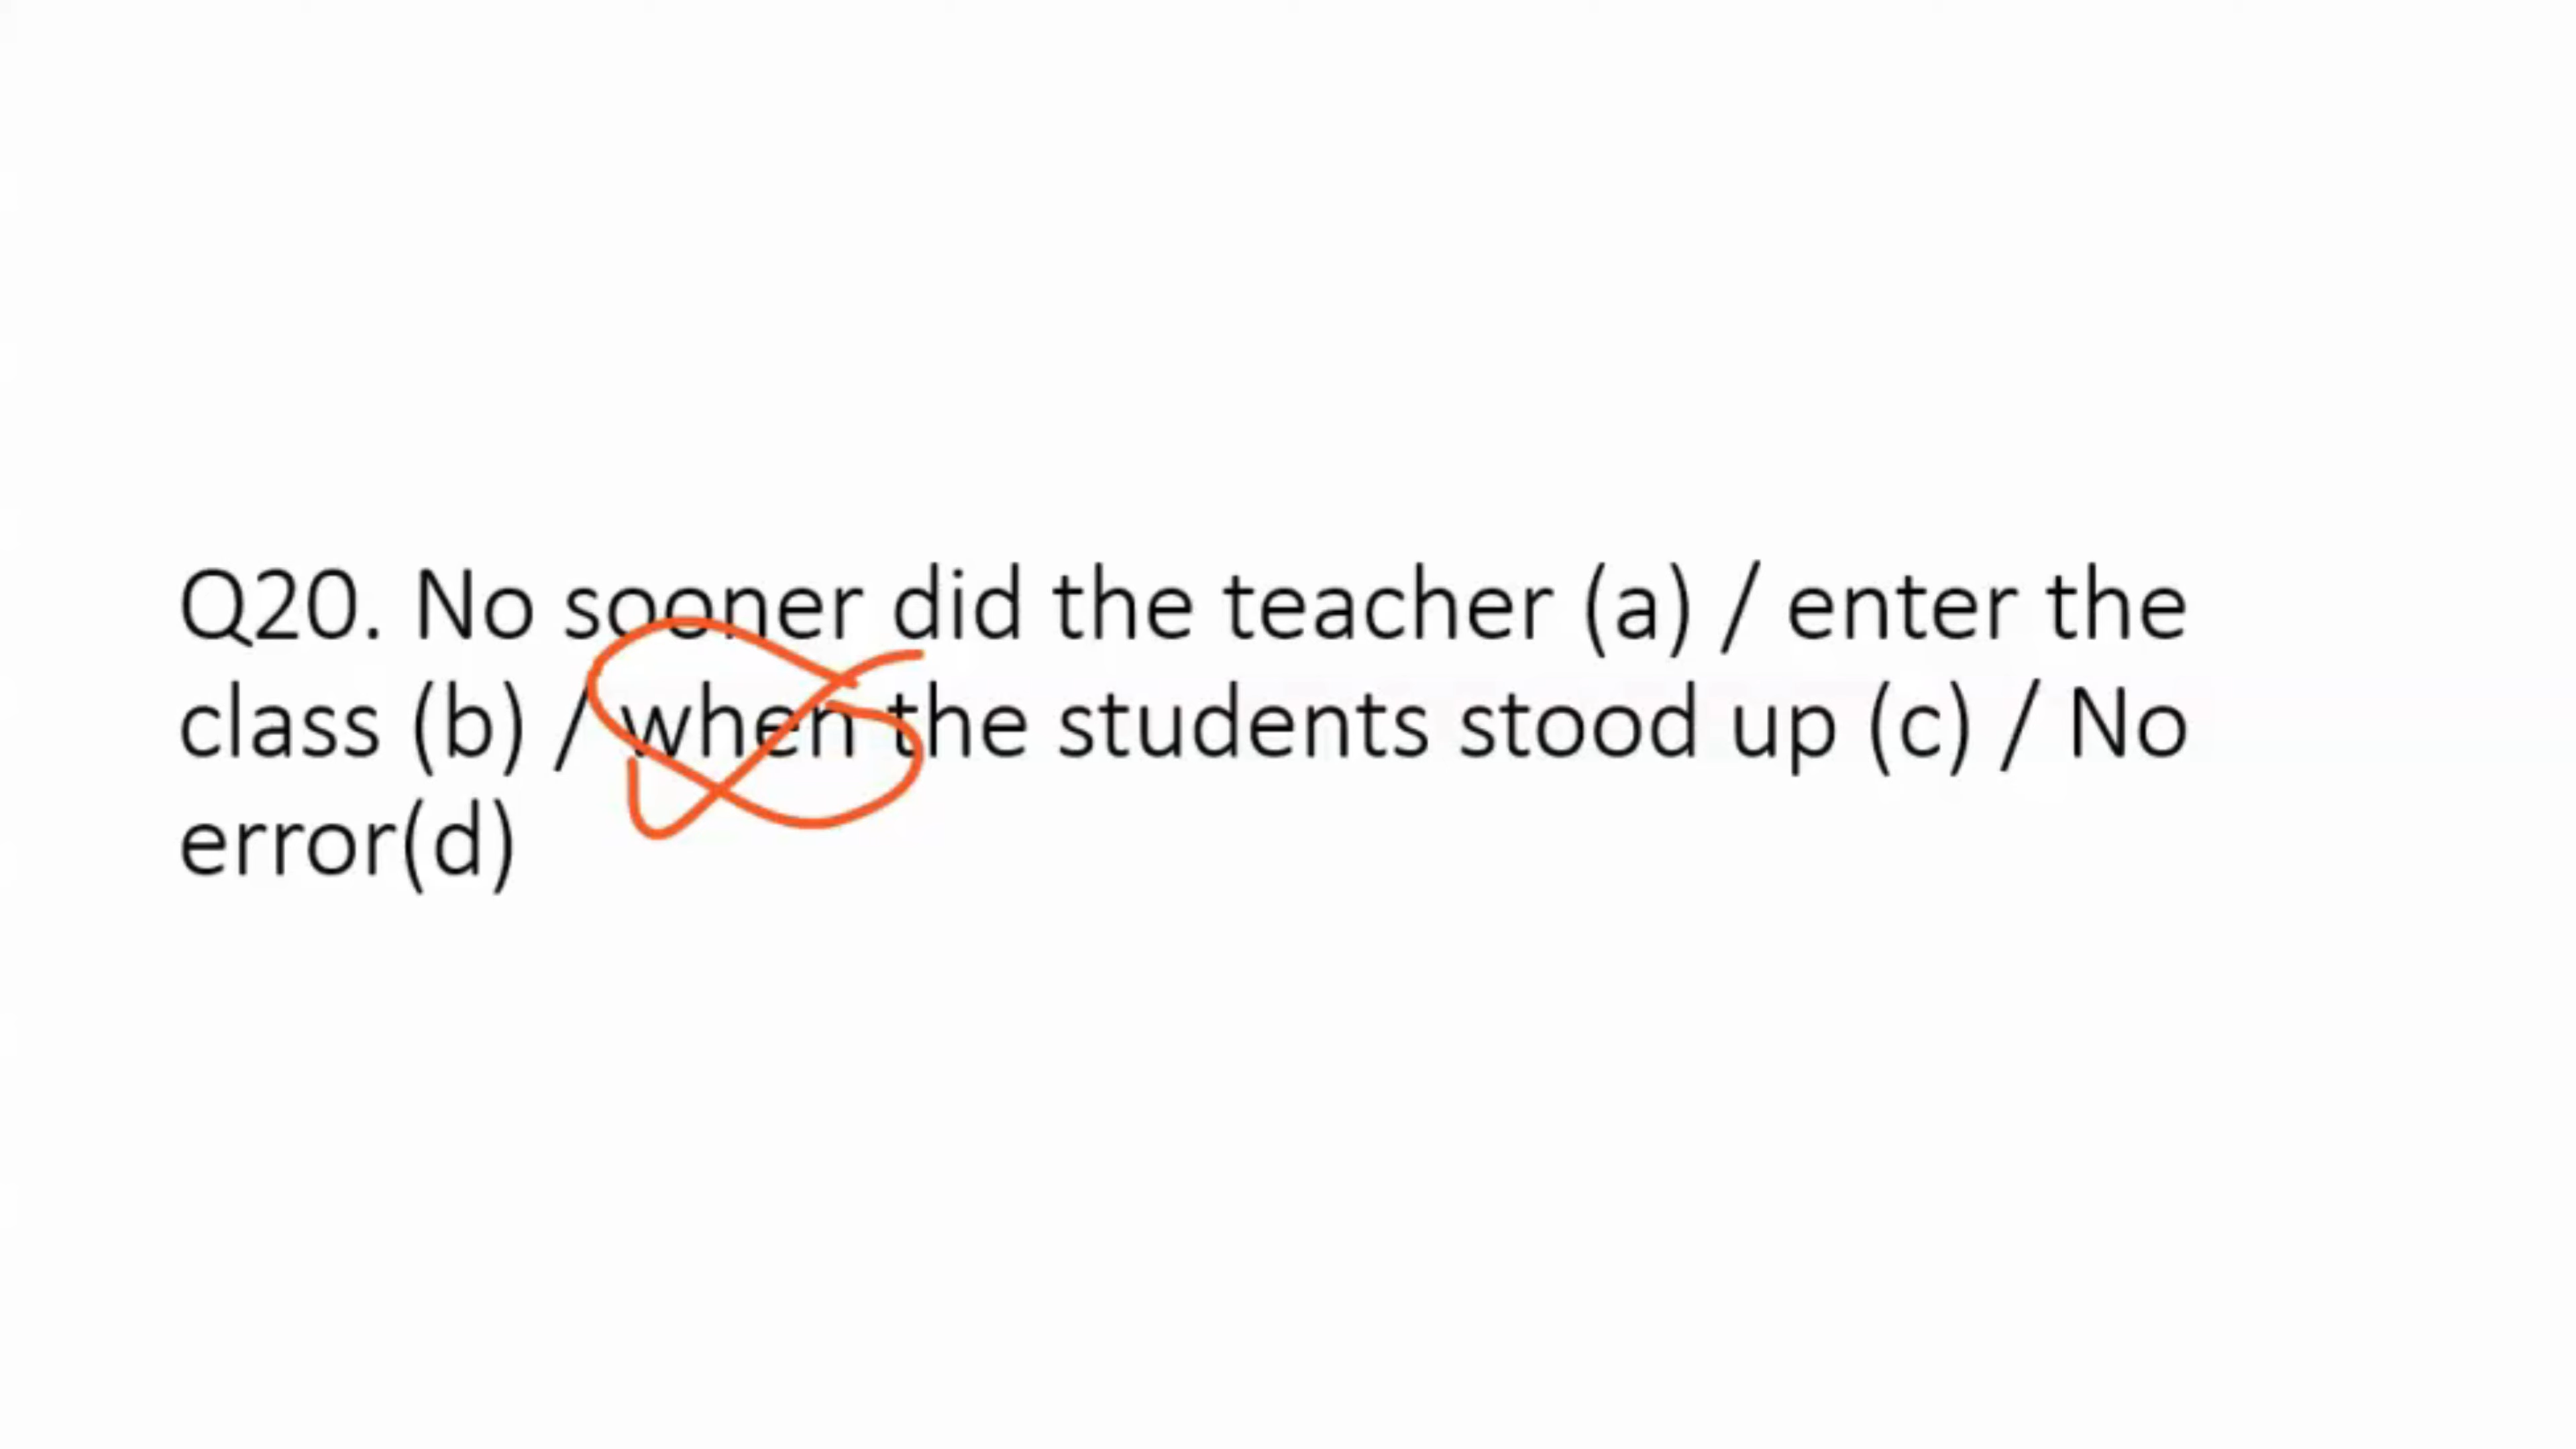 Q20. No sooner did the teacher (a) / enter the
class (b) / when the students stood up (c) / No
error(d)